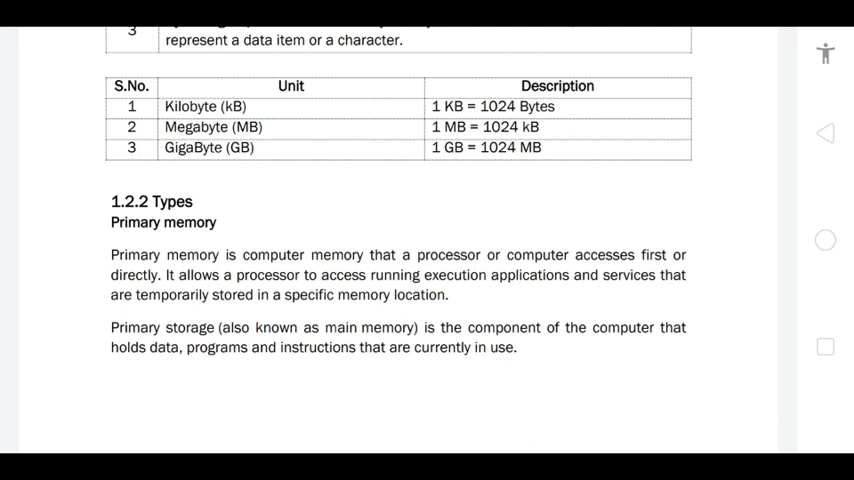 3
represent a data item or a character.
S.No. Unit Description
1 Kilobyte (kB) 1 KB = 1024 Bytes
2 Megabyte (MB) 1 MB = 1024 kB
3 GigaByte (GB) 1 GB = 1024 MB
1.2.2 Types
Primary memory
Primary memory is computer memory that a processor or computer accesses first or
directly. It allows a processor to access running execution applications and services that
are temporarily stored in a specific memory location.
Primary storage (also known as main memory) is the component of the computer that
holds data, programs and instructions that are currently in use.